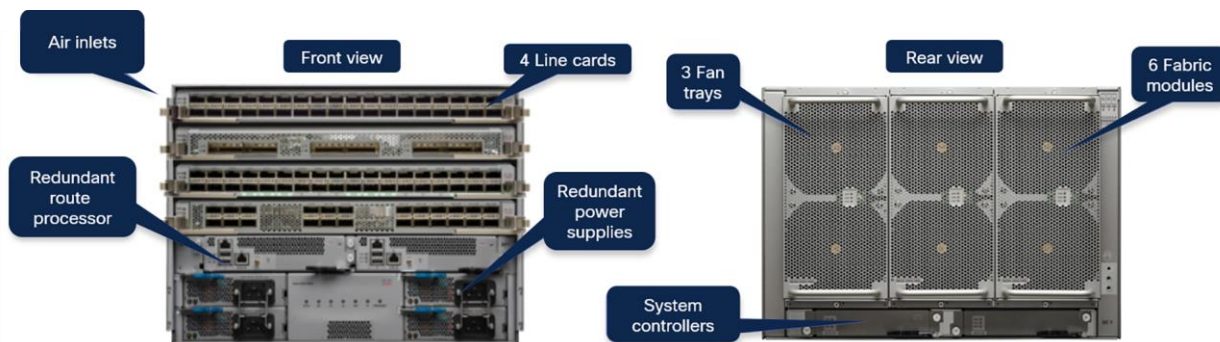 Air inlets
Front view
4 Line cards
Redundant
route
processor
Redundant
power
supplies
3 Fan
trays
Rear view
6 Fabric
modules
System
controllers